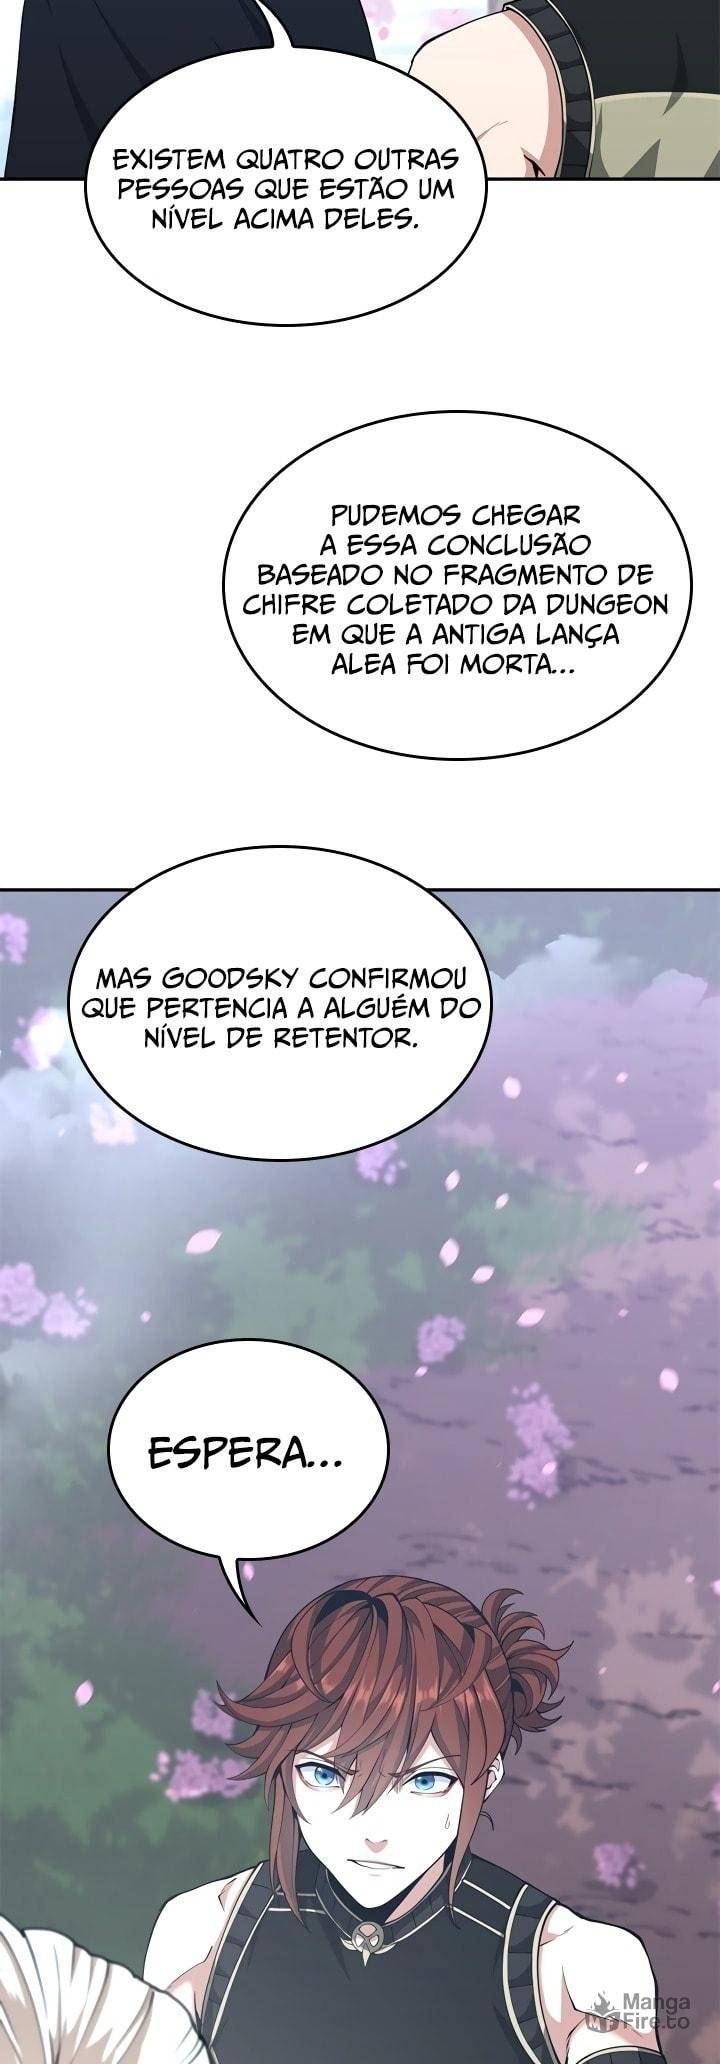 EXISTEM QUATRO OUTRAS
PESSOAS QUE ESTÃO UM
NÍVEL ACIMA DELES.
PUDEMOS CHEGAR
A ESSA CONCLUSÃO
BASEADO NO FRAGMENTO DE
CHIFRE COLETADO DA DUNGEON
EM QUE A ANTIGA LANÇA
ALEA FOI MORTA...
MAS GOODSKY CONFIRMOU
QUE PERTENCIA A ALGUÉM DO
NÍVEL DE RETENTOR.
ESPERA...
Manga
Fire.to